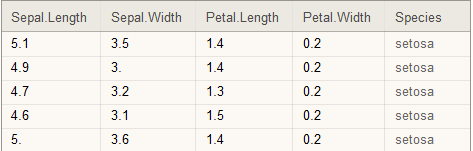 Sepal.Length Sepal.Width Petal.Length Petal.Width Species
5.1 3.5 1.4 0.2 setosa
4.9 3. 1.4 0.2 setosa
4.7 3.2 1.3 0.2 setosa
4.6 3.1 1.5 0.2 setosa
5. 3.6 1.4 0.2 setosa